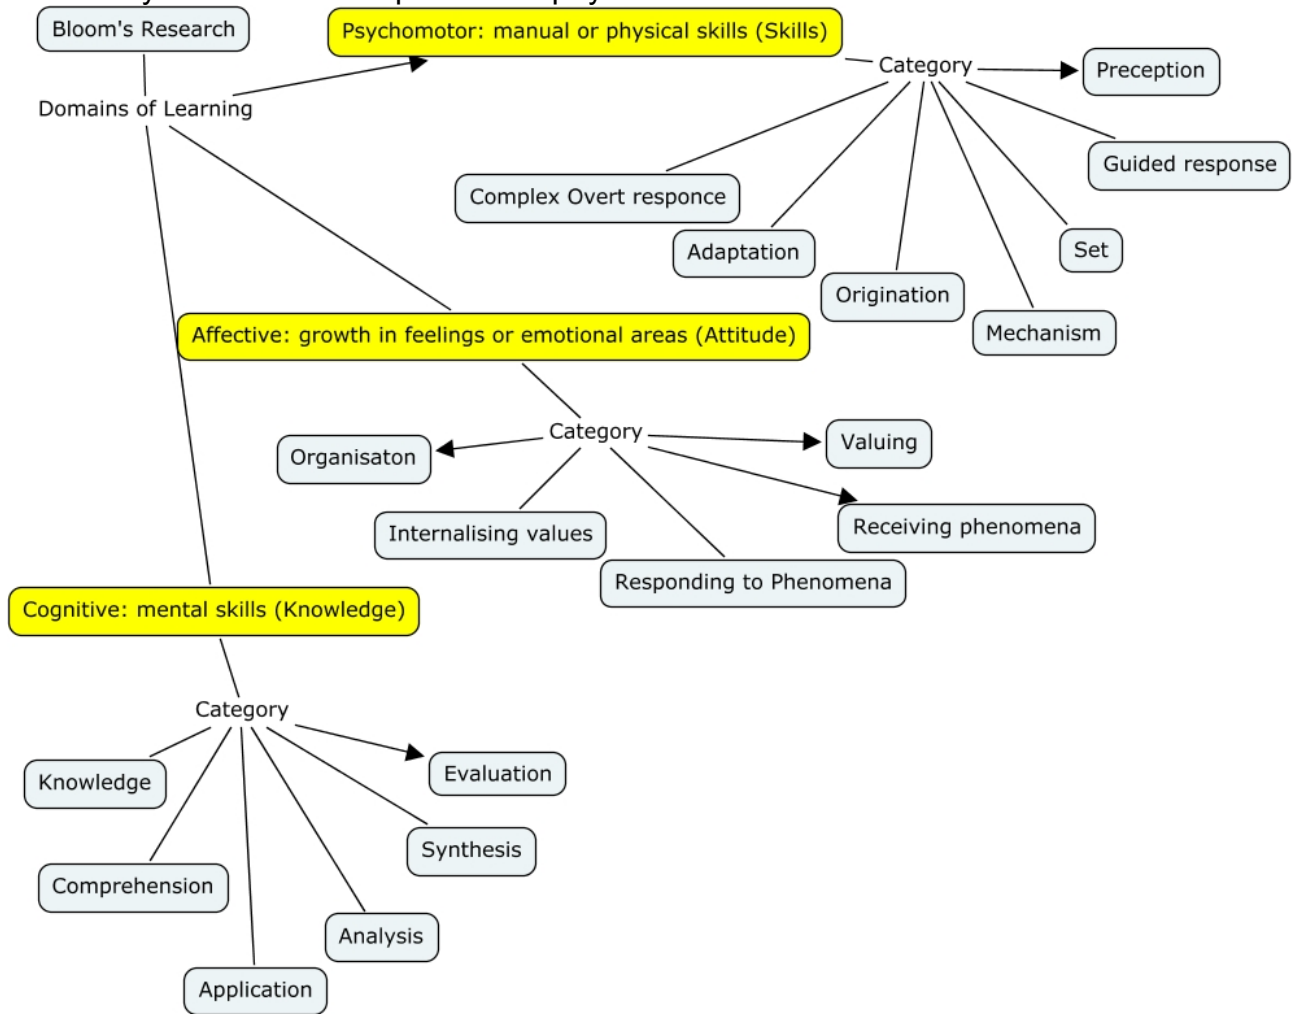 Bloom's Research
Psychomotor: manual or physical skills (Skills)
Category
Preception
Domains of Learning
Guided response
Complex Overt responce
Adaptation
Set
Origination
Mechanism
Affective: growth in feelings or emotional areas (Attitude)
Category
Valuing
Organisaton
Receiving phenomena
Internalising values
Responding to Phenomena
Cognitive: mental skills (Knowledge)
Category
Knowledge
Evaluation
Synthesis
Comprehension
Analysis
Application